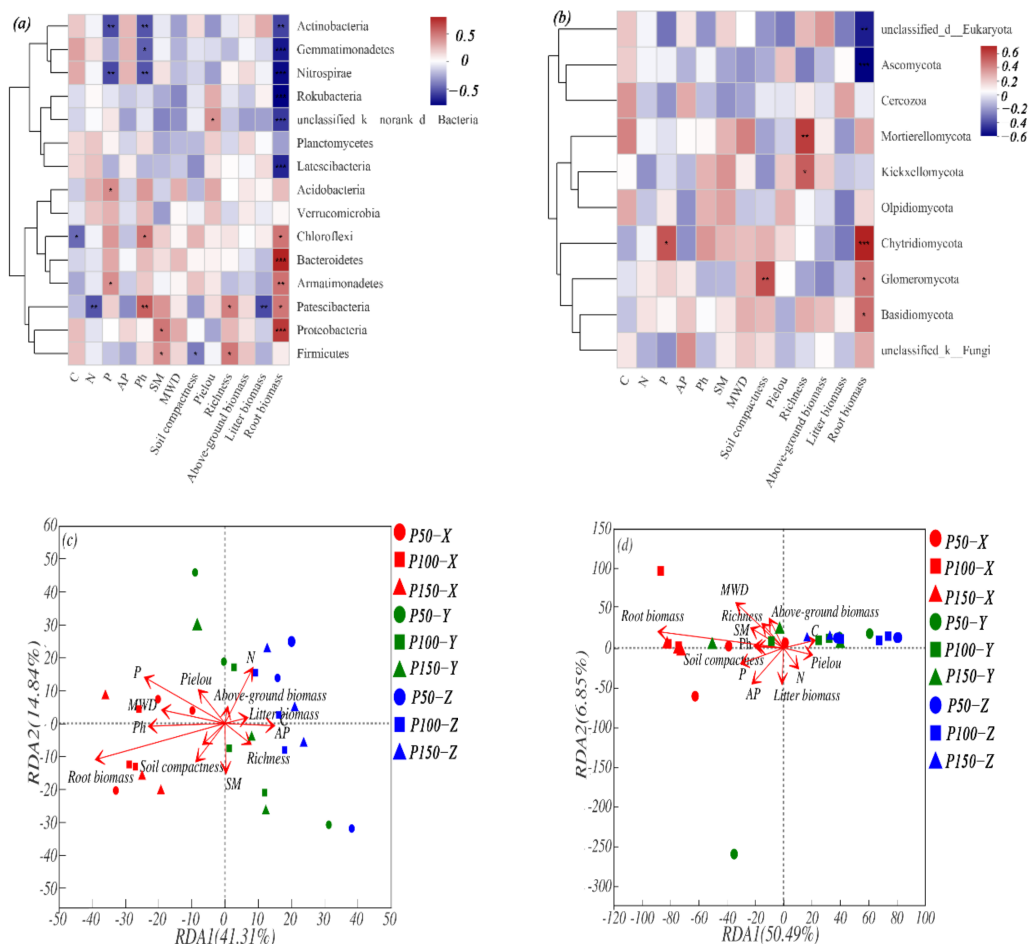 (a)
Actinobacteria
Gemmatimonadetes
Nitrospirae
Rokubacteria
unclassified_k__norank_d__Bacteria
Planctomycetes
Latescibacteria
Acidobacteria
Verrucomicrobia
Chloroflexi
Bacteroidetes
Armatimonadetes
Patescibacteria
Proteobacteria
Firmicutes
0.5
0
-0.5
C
N
P
AP
Ph
SM
MWD
Soil compactness
Pielou
Richness
Above-ground biomass
Litter biomass
Root biomass
(b)
unclassified_d__Eukaryota
Ascomycota
Cercozoa
Mortierellomycota
Kickxellomycota
Olpidiomycota
Chytridiomycota
Glomeromycota
Basidiomycota
unclassified_k__Fungi
0.6
0.4
0.2
0
-0.2
-0.4
-0.6
C
N
P
AP
Ph
SM
MWD
Soil compactness
Pielou
Richness
Above-ground biomass
Litter biomass
Root biomass
(c)
RDA2(14.84%)
60
50
40
30
20
10
0
-10
-20
-30
-40
-50
N
P
Pielou
Above-ground biomass
MWD
Litter biomass
C
Ph
AP
Root biomass
Soil compactness
Richness
SM
-50
-40
-30
-20
-10
0
10
20
30
40
50
RDA1(41.31%)
P50-X
P100-X
P150-X
P50-Y
P100-Y
P150-Y
P50-Z
P100-Z
P150-Z
(d)
RDA2(6.85%)
150
100
50
0
-50
-100
-150
-200
-250
-300
MWD
Root biomass
Richness
Above-ground biomass
SM
C
Ph
Soil compactness
Pielou
P
N
AP
Litter biomass
-120
-100
-80
-60
-40
-20
0
20
40
60
80
100
RDA1(50.49%)
P50-X
P100-X
P150-X
P50-Y
P100-Y
P150-Y
P50-Z
P100-Z
P150-Z